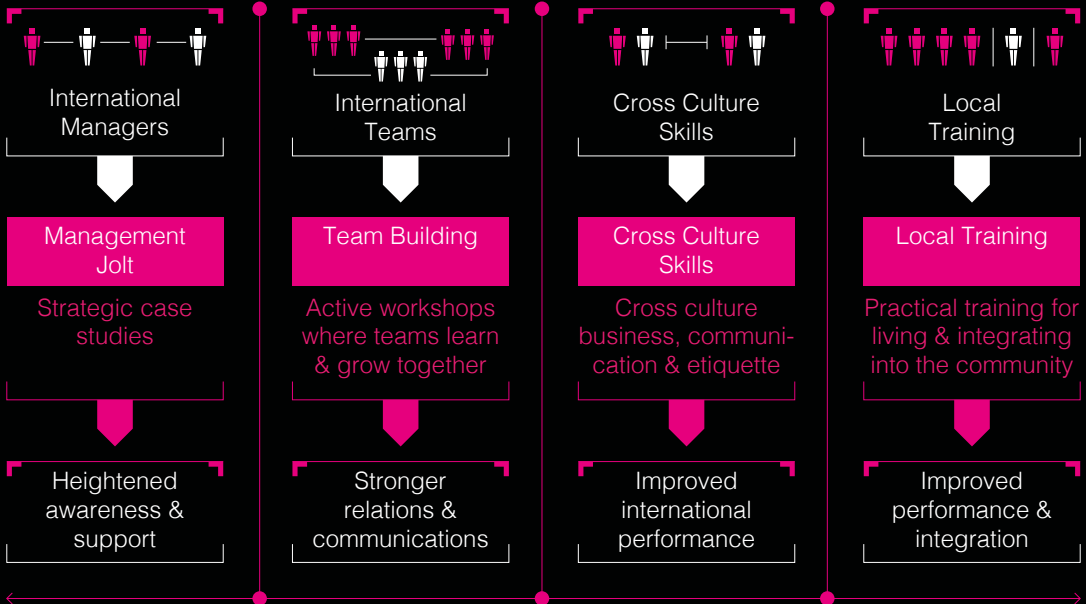 International
Managers
Management
Jolt
Strategic case
studies
Heightened
awareness &
support
International
Teams
Team Building
Active workshops
where teams learn
& grow together
Stronger
relations &
communications
Cross Culture
Skills
Cross Culture
Skills
Cross culture
business, communi-
cation & etiquette
Improved
international
performance
Local
Training
Local Training
Practical training for
living & integrating
into the community
Improved
performance &
integration